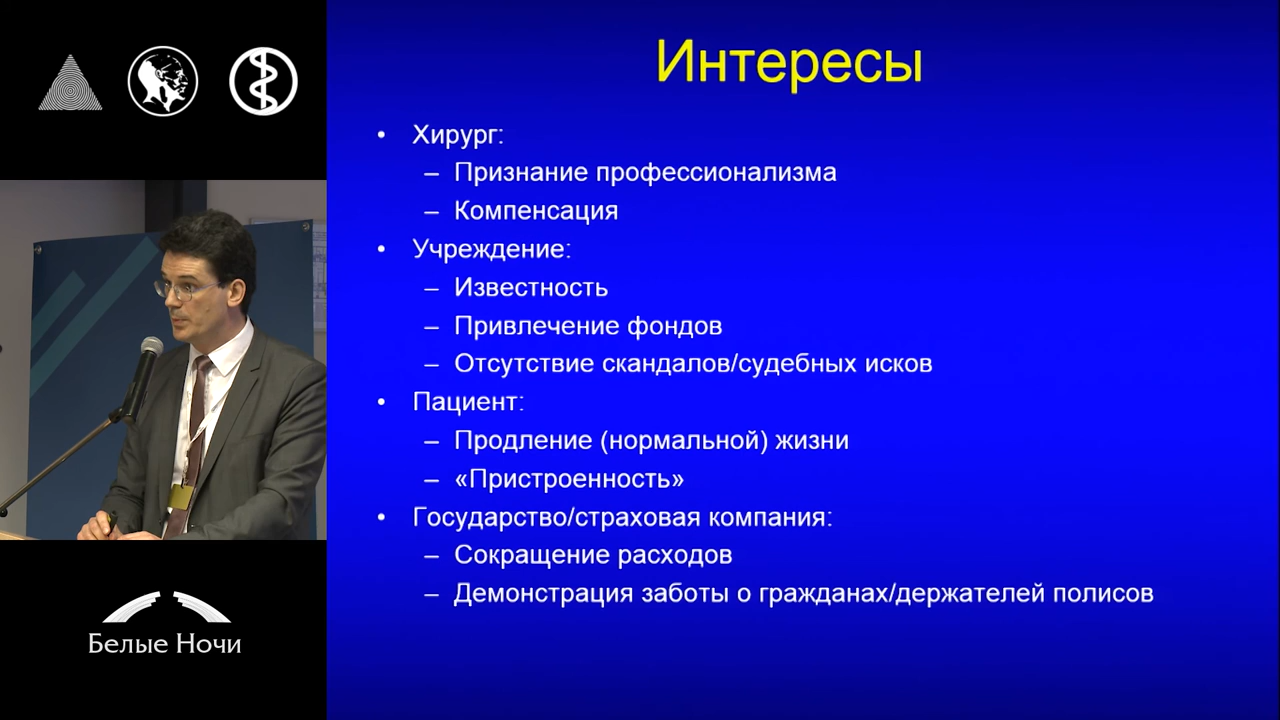 Интересы
• Хирург:
– Признание профессионализма
– Компенсация
• Учреждение:
– Известность
– Привлечение фондов
– Отсутствие скандалов/судебных исков
• Пациент:
– Продление (нормальной) жизни
– «Пристроенность»
• Государство/страховая компания:
– Сокращение расходов
– Демонстрация заботы о гражданах/держателей полисов
Белые Ночи